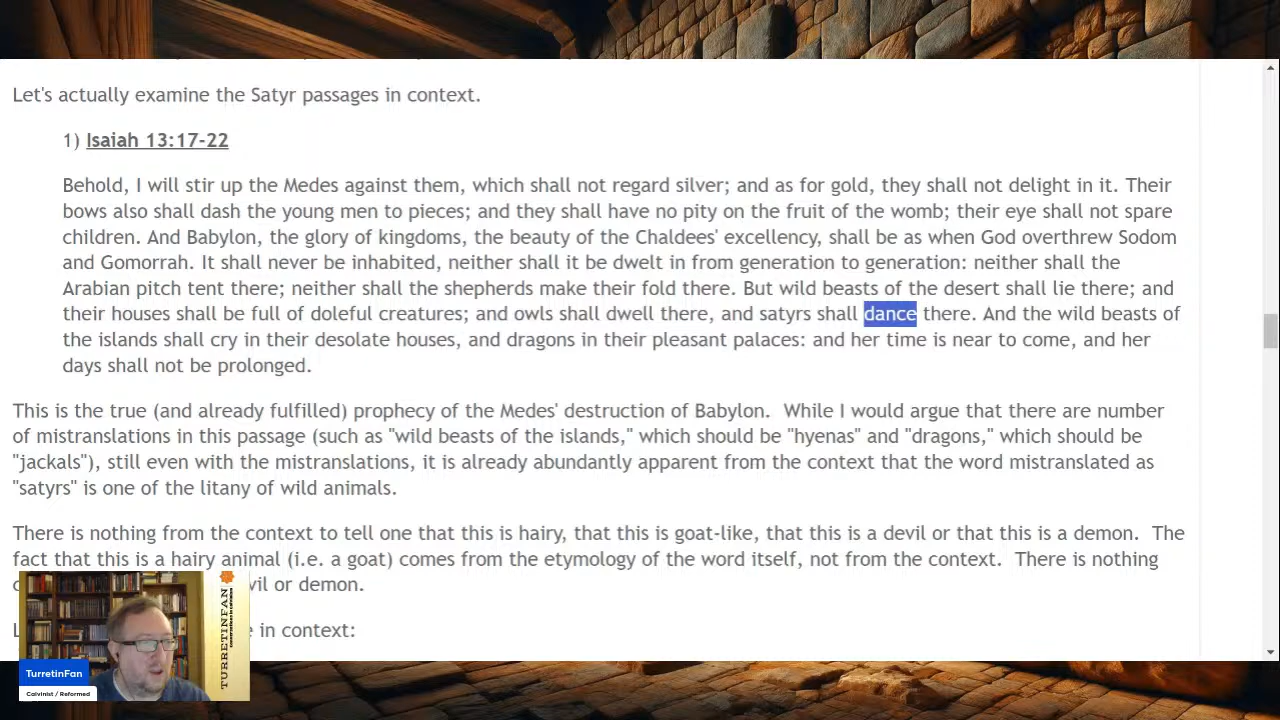 Let's actually examine the Satyr passages in context.
1) Isaiah 13:17-22
Behold, I will stir up the Medes against them, which shall not regard silver; and as for gold, they shall not delight in it. Their
bows also shall dash the young men to pieces; and they shall have no pity on the fruit of the womb; their eye shall not spare
children. And Babylon, the glory of kingdoms, the beauty of the Chaldees' excellency, shall be as when God overthrew Sodom
and Gomorrah. It shall never be inhabited, neither shall it be dwelt in from generation to generation: neither shall the
Arabian pitch tent there; neither shall the shepherds make their fold there. But wild beasts of the desert shall lie there; and
their houses shall be full of doleful creatures; and owls shall dwell there, and satyrs shall dance there. And the wild beasts of
the islands shall cry in their desolate houses, and dragons in their pleasant palaces: and her time is near to come, and her
days shall not be prolonged.
This is the true (and already fulfilled) prophecy of the Medes' destruction of Babylon. While I would argue that there are number
of mistranslations in this passage (such as "wild beasts of the islands," which should be "hyenas" and "dragons," which should be
"jackals"), still even with the mistranslations, it is already abundantly apparent from the context that the word mistranslated as
"satyrs" is one of the litany of wild animals.
There is nothing from the context to tell one that this is hairy, that this is goat-like, that this is a devil or that this is a demon. The
fact that this is a hairy animal (i.e. a goat) comes from the etymology of the word itself, not from the context. There is nothing
vil or demon.
e in context:
TURRETINFAN
TurretinFan
Calvinist / Reformed